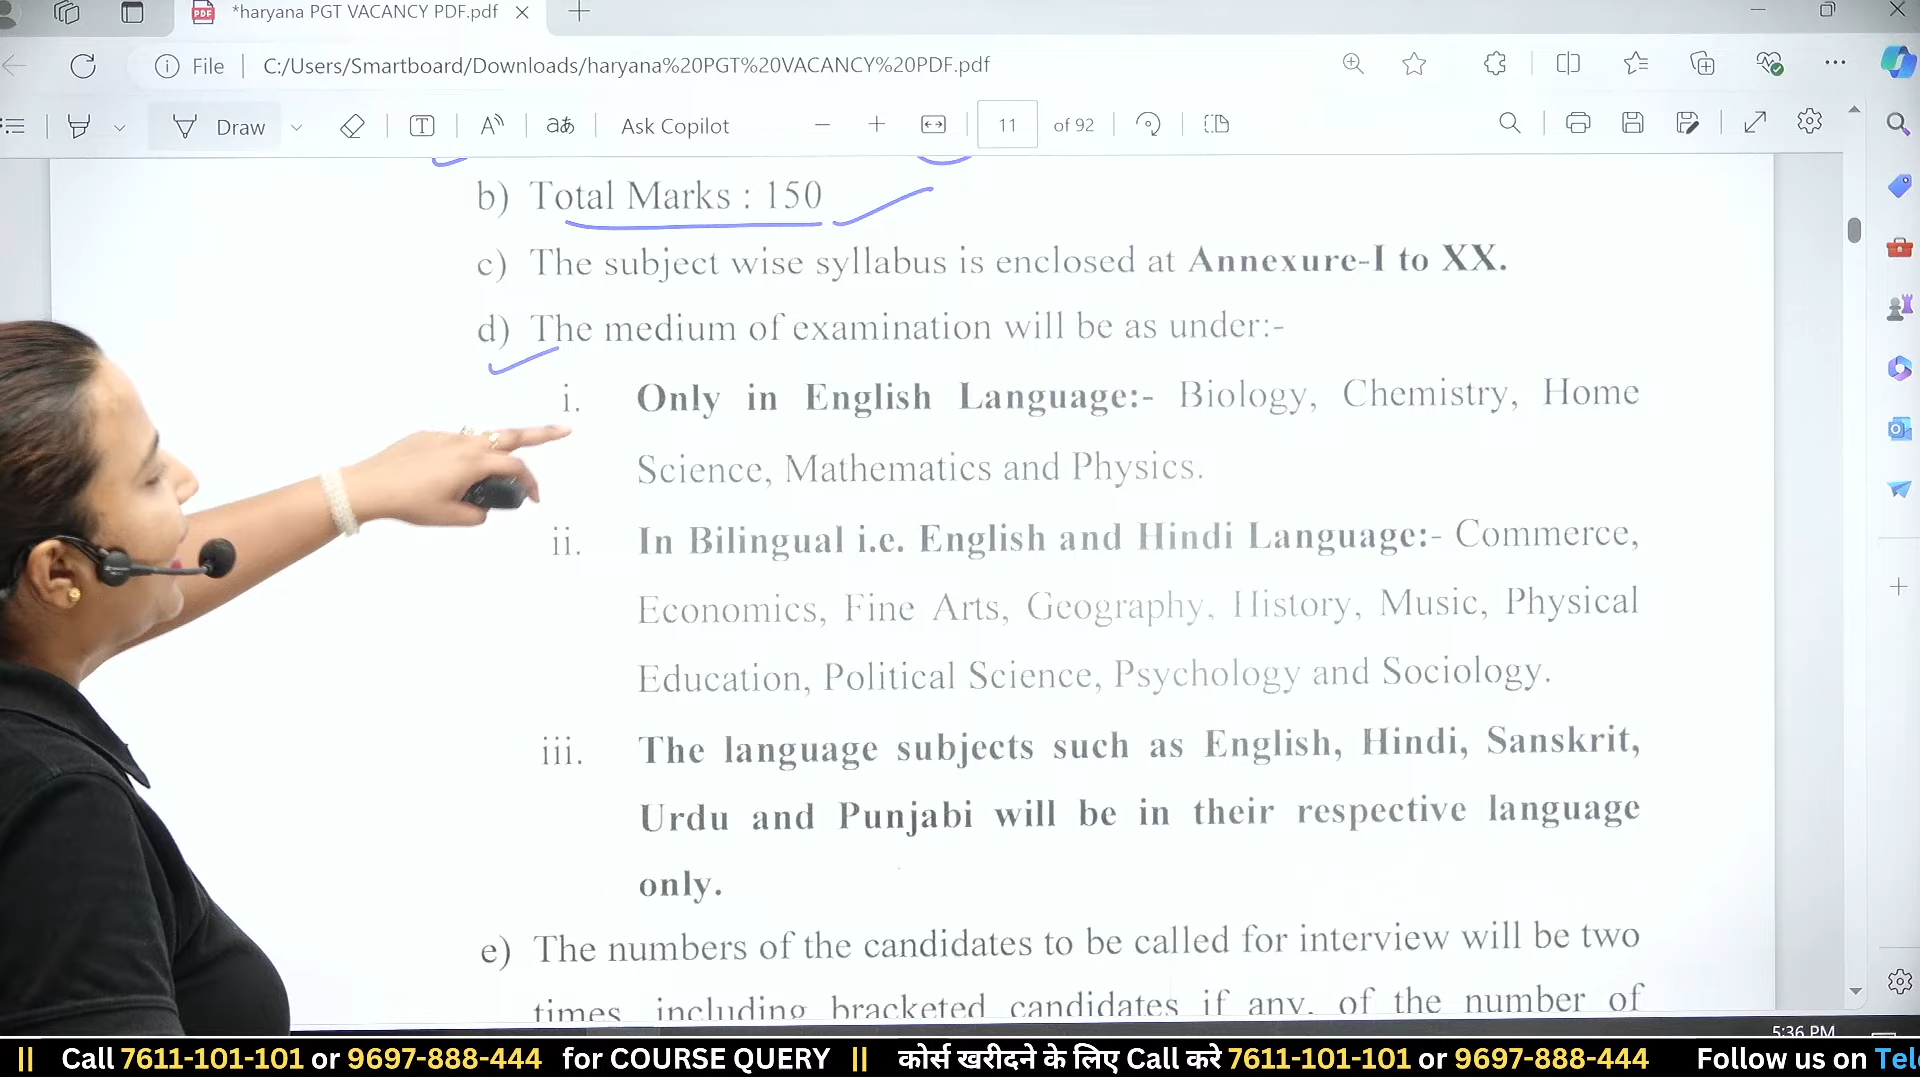 *haryana PGT VACANCY PDF.pdf
File
C:/Users/Smartboard/Downloads/haryana%20PGT%20VACANCY%20PDF.pdf
Draw
T
A
aあ
Ask Copilot
11
of 92
b) Total Marks : 150
c) The subject wise syllabus is enclosed at Annexure-I to XX.
d) The medium of examination will be as under:-
i. Only in English Language:- Biology, Chemistry, Home
Science, Mathematics and Physics.
ii. In Bilingual i.e. English and Hindi Language:- Commerce,
Economics, Fine Arts, Geography, History, Music, Physical
Education, Political Science, Psychology and Sociology.
iii. The language subjects such as English, Hindi, Sanskrit,
Urdu and Punjabi will be in their respective language
only.
e) The numbers of the candidates to be called for interview will be two
times, including bracketed candidates if any, of the number of
5:36 PM
|| Call 7611-101-101 or 9697-888-444 for COURSE QUERY || कोर्स खरीदने के लिए Call करे 7611-101-101 or 9697-888-444 Follow us on Tel